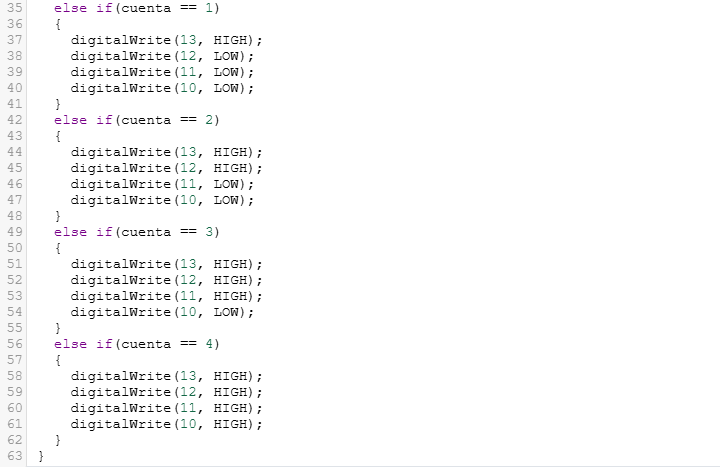 35 else if(cuenta == 1)
36 {
37 digitalWrite(13, HIGH);
38 digitalWrite(12, LOW);
39 digitalWrite(11, LOW);
40 digitalWrite(10, LOW);
41 }
42 else if(cuenta == 2)
43 {
44 digitalWrite(13, HIGH);
45 digitalWrite(12, HIGH);
46 digitalWrite(11, LOW);
47 digitalWrite(10, LOW);
48 }
49 else if(cuenta == 3)
50 {
51 digitalWrite(13, HIGH);
52 digitalWrite(12, HIGH);
53 digitalWrite(11, HIGH);
54 digitalWrite(10, LOW);
55 }
56 else if(cuenta == 4)
57 {
58 digitalWrite(13, HIGH);
59 digitalWrite(12, HIGH);
60 digitalWrite(11, HIGH);
61 digitalWrite(10, HIGH);
62 }
63 }